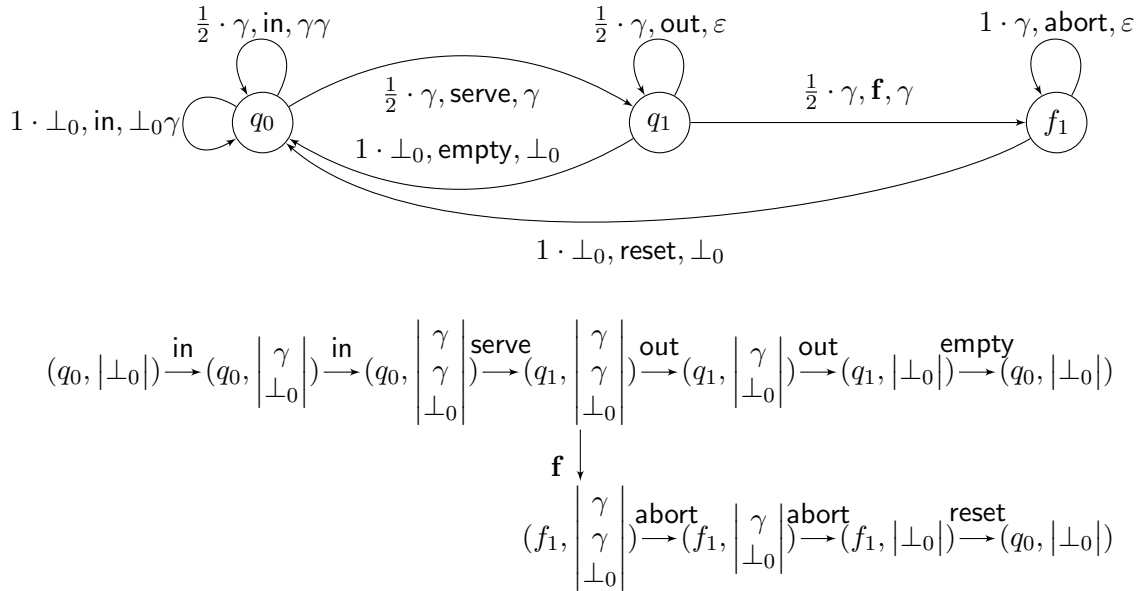 1/2 · γ, in, γγ
1/2 · γ, out, ε
1 · γ, abort, ε
1/2 · γ, serve, γ
1/2 · γ, f, γ
1 · ⊥₀, in, ⊥₀γ
q₀
q₁
f₁
1 · ⊥₀, empty, ⊥₀
1 · ⊥₀, reset, ⊥₀
(q₀, |⊥₀|) in (q₀, |γ ⊥₀|) in (q₀, |γ γ ⊥₀|) serve (q₁, |γ γ ⊥₀|) out (q₁, |γ ⊥₀|) out (q₁, |⊥₀|) empty (q₀, |⊥₀|)
f
(f₁, |γ γ ⊥₀|) abort (f₁, |γ ⊥₀|) abort (f₁, |⊥₀|) reset (q₀, |⊥₀|)